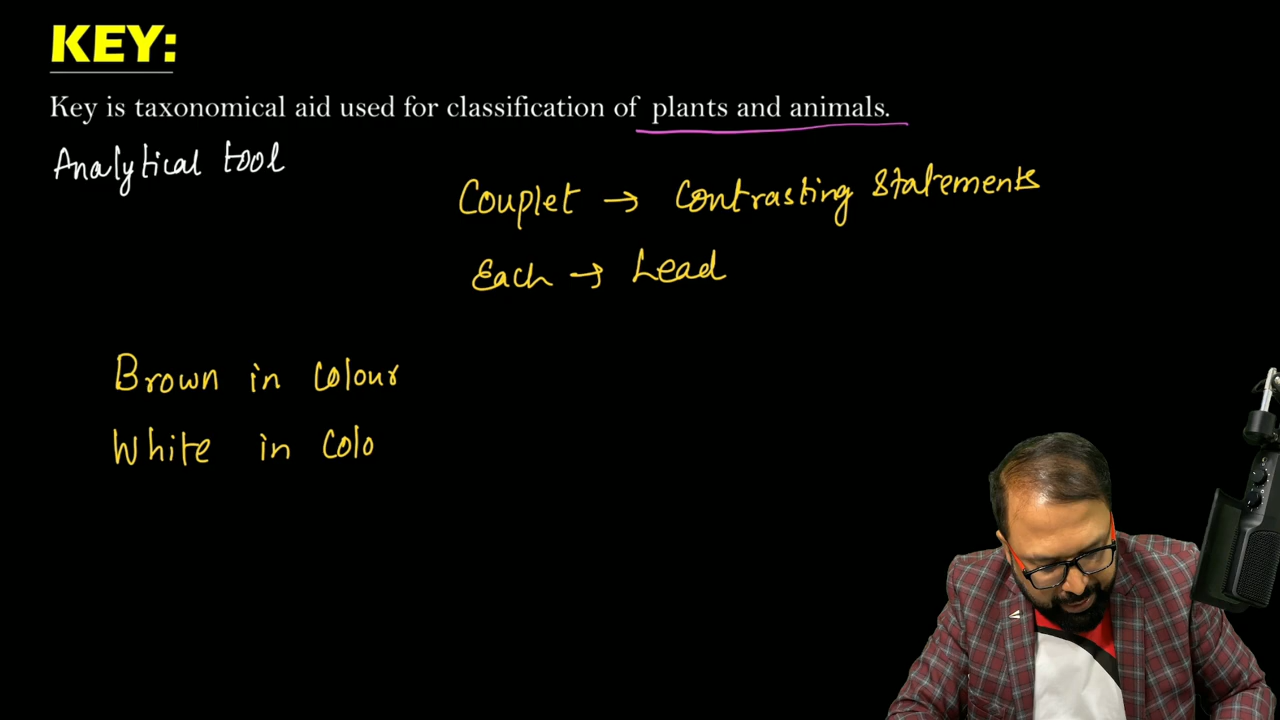 KEY:
Key is taxonomical aid used for classification of plants and animals.
Analytical tool
Couplet → Contrasting Statements
Each → Lead
Brown in colour
White in colo